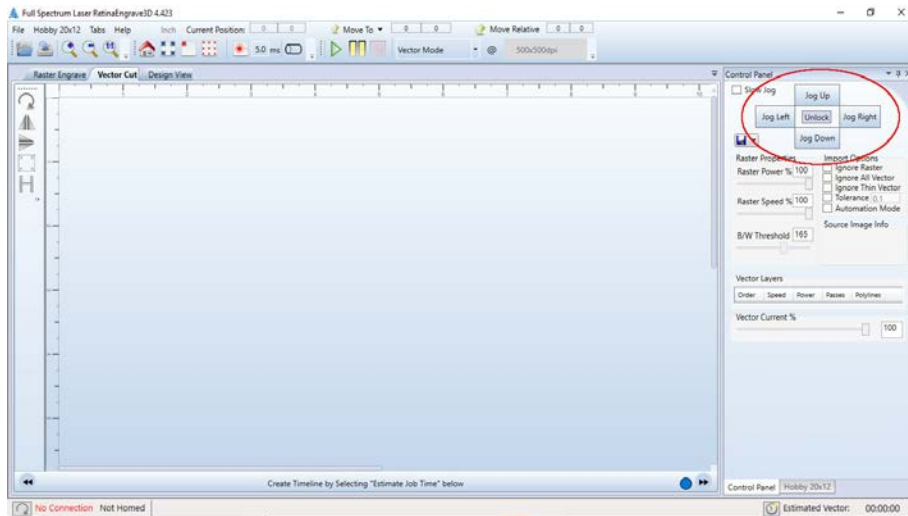 Full Spectrum Laser RetinaEngrave3D 4.423
File Hobby 20x12 Tabs Help Inch Current Position: 0 0 Move To 0 0 Move Relative 0 0
5.0 ms Vector Mode @ 500x500dpi
Raster Engrave Vector Cut Design View
Control Panel
Slow Jog
Jog Up
Jog Left Unlock Jog Right
Jog Down
Raster Properties Import Options
Raster Power % 100 Ignore Raster
Ignore All Vector
Ignore Thin Vector
Raster Speed % 100 Tolerance 0.1
Automation Mode
Source Image Info
B/W Threshold 165
Vector Layers
Order Speed Power Passes Polylines
Vector Current %
100
Create Timeline by Selecting "Estimate Job Time" below
Control Panel Hobby 20x12
No Connection Not Homed Estimated Vector: 00:00:00